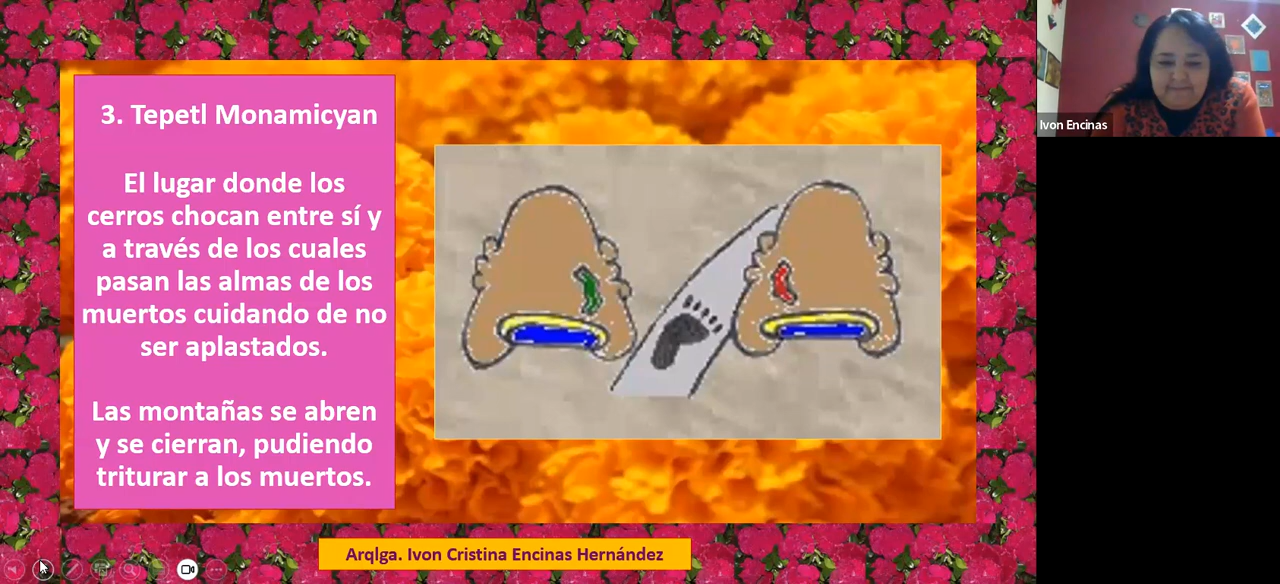 3. Tepetl Monamicyan
El lugar donde los
cerros chocan entre sí y
a través de los cuales
pasan las almas de los
muertos cuidando de no
ser aplastados.
Las montañas se abren
y se cierran, pudiendo
triturar a los muertos.
Arqlga. Ivon Cristina Encinas Hernández
Ivon Encinas